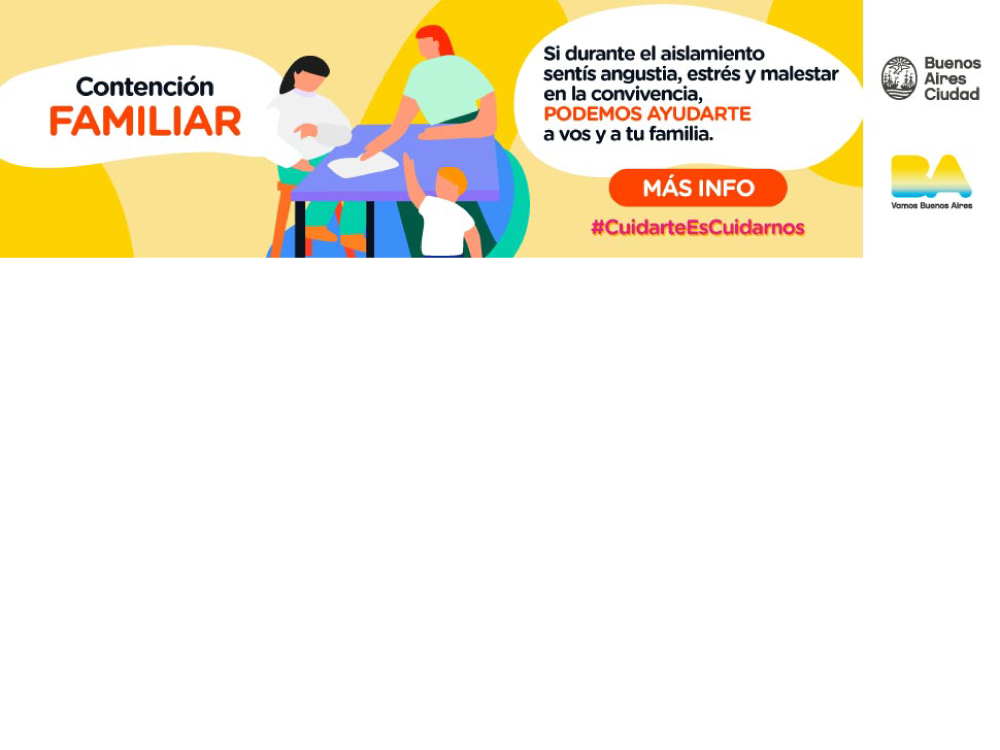 Contención
FAMILIAR
Si durante el aislamiento
sentís angustia, estrés y malestar
en la convivencia,
PODEMOS AYUDARTE
a vos y a tu familia.
MÁS INFO
#CuidarteEsCuidarnos
Buenos
Aires
Ciudad
BA
Vamos Buenos Aires